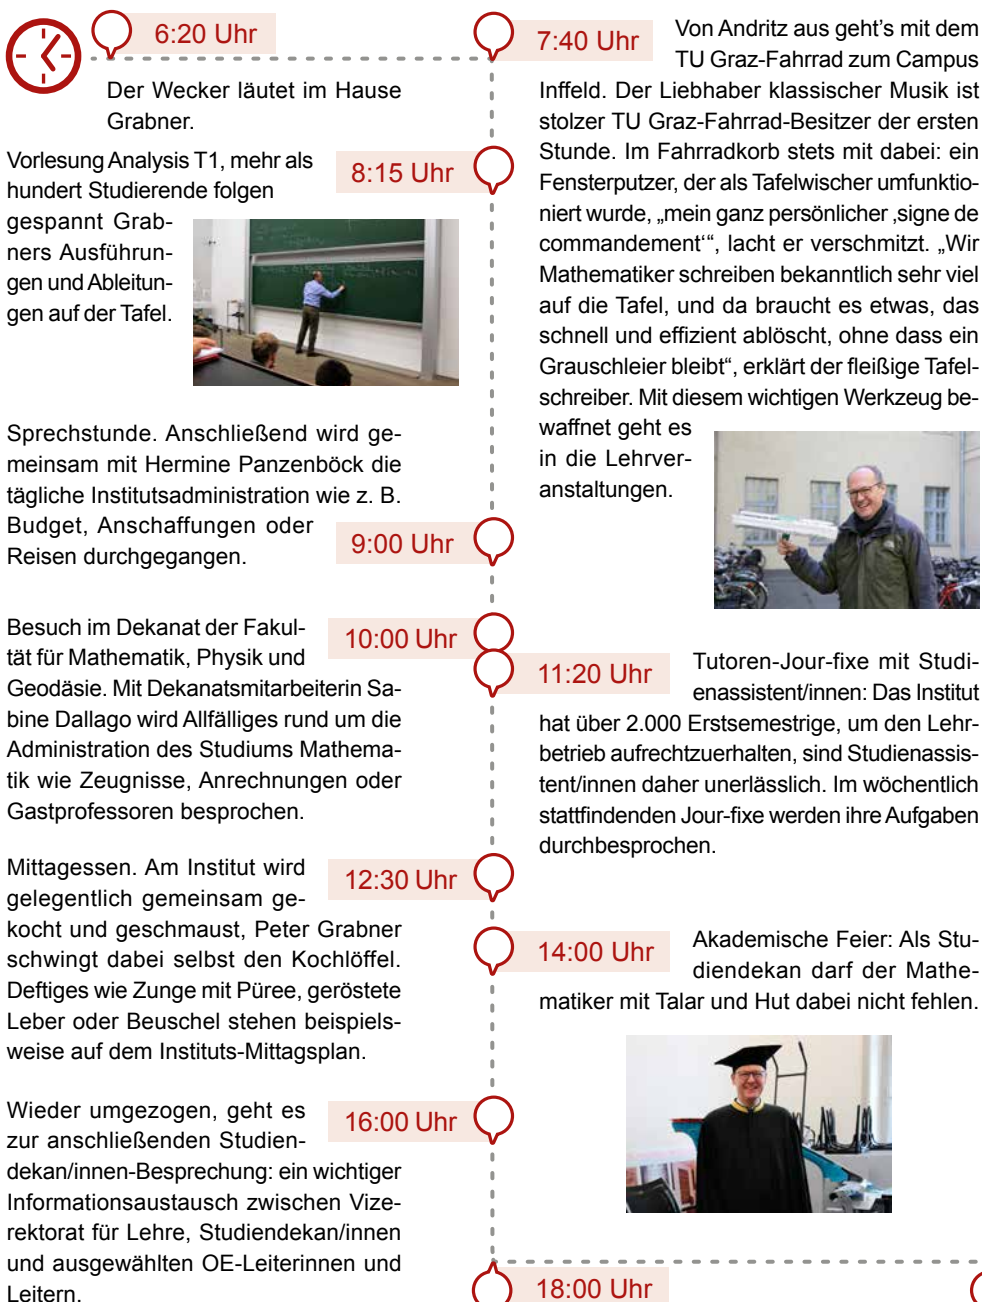 6:20 Uhr
Der Wecker läutet im Hause
Grabner.
7:40 Uhr
Von Andritz aus geht's mit dem
TU Graz-Fahrrad zum Campus
Inffeld. Der Liebhaber klassischer Musik ist
stolzer TU Graz-Fahrrad-Besitzer der ersten
Stunde. Im Fahrradkorb stets mit dabei: ein
Fensterputzer, der als Tafelwischer umfunktio-
niert wurde, „mein ganz persönlicher ‚signe de
commandement‘“, lacht er verschmitzt. „Wir
Mathematiker schreiben bekanntlich sehr viel
auf die Tafel, und da braucht es etwas, das
schnell und effizient ablöscht, ohne dass ein
Grauschleier bleibt“, erklärt der fleißige Tafel-
schreiber. Mit diesem wichtigen Werkzeug be-
waffnet geht es
in die Lehrver-
anstaltungen.
8:15 Uhr
Vorlesung Analysis T1, mehr als
hundert Studierende folgen
gespannt Grab-
ners Ausführun-
gen und Ableitun-
gen auf der Tafel.
9:00 Uhr
Sprechstunde. Anschließend wird ge-
meinsam mit Hermine Panzenböck die
tägliche Institutsadministration wie z. B.
Budget, Anschaffungen oder
Reisen durchgegangen.
10:00 Uhr
Besuch im Dekanat der Fakul-
tät für Mathematik, Physik und
Geodäsie. Mit Dekanatsmitarbeiterin Sa-
bine Dallago wird Allfälliges rund um die
Administration des Studiums Mathema-
tik wie Zeugnisse, Anrechnungen oder
Gastprofessoren besprochen.
11:20 Uhr
Tutoren-Jour-fixe mit Studi-
enassistent/innen: Das Institut
hat über 2.000 Erstsemestrige, um den Lehr-
betrieb aufrechtzuerhalten, sind Studienassis-
tent/innen daher unerlässlich. Im wöchentlich
stattfindenden Jour-fixe werden ihre Aufgaben
durchbesprochen.
12:30 Uhr
Mittagessen. Am Institut wird
gelegentlich gemeinsam ge-
kocht und geschmaust, Peter Grabner
schwingt dabei selbst den Kochlöffel.
Deftiges wie Zunge mit Püree, geröstete
Leber oder Beuschel stehen beispiels-
weise auf dem Instituts-Mittagsplan.
14:00 Uhr
Akademische Feier: Als Stu-
diendekan darf der Mathe-
matiker mit Talar und Hut dabei nicht fehlen.
16:00 Uhr
Wieder umgezogen, geht es
zur anschließenden Studien-
dekan/innen-Besprechung: ein wichtiger
Informationsaustausch zwischen Vize-
rektorat für Lehre, Studiendekan/innen
und ausgewählten OE-Leiterinnen und
Leitern.
18:00 Uhr